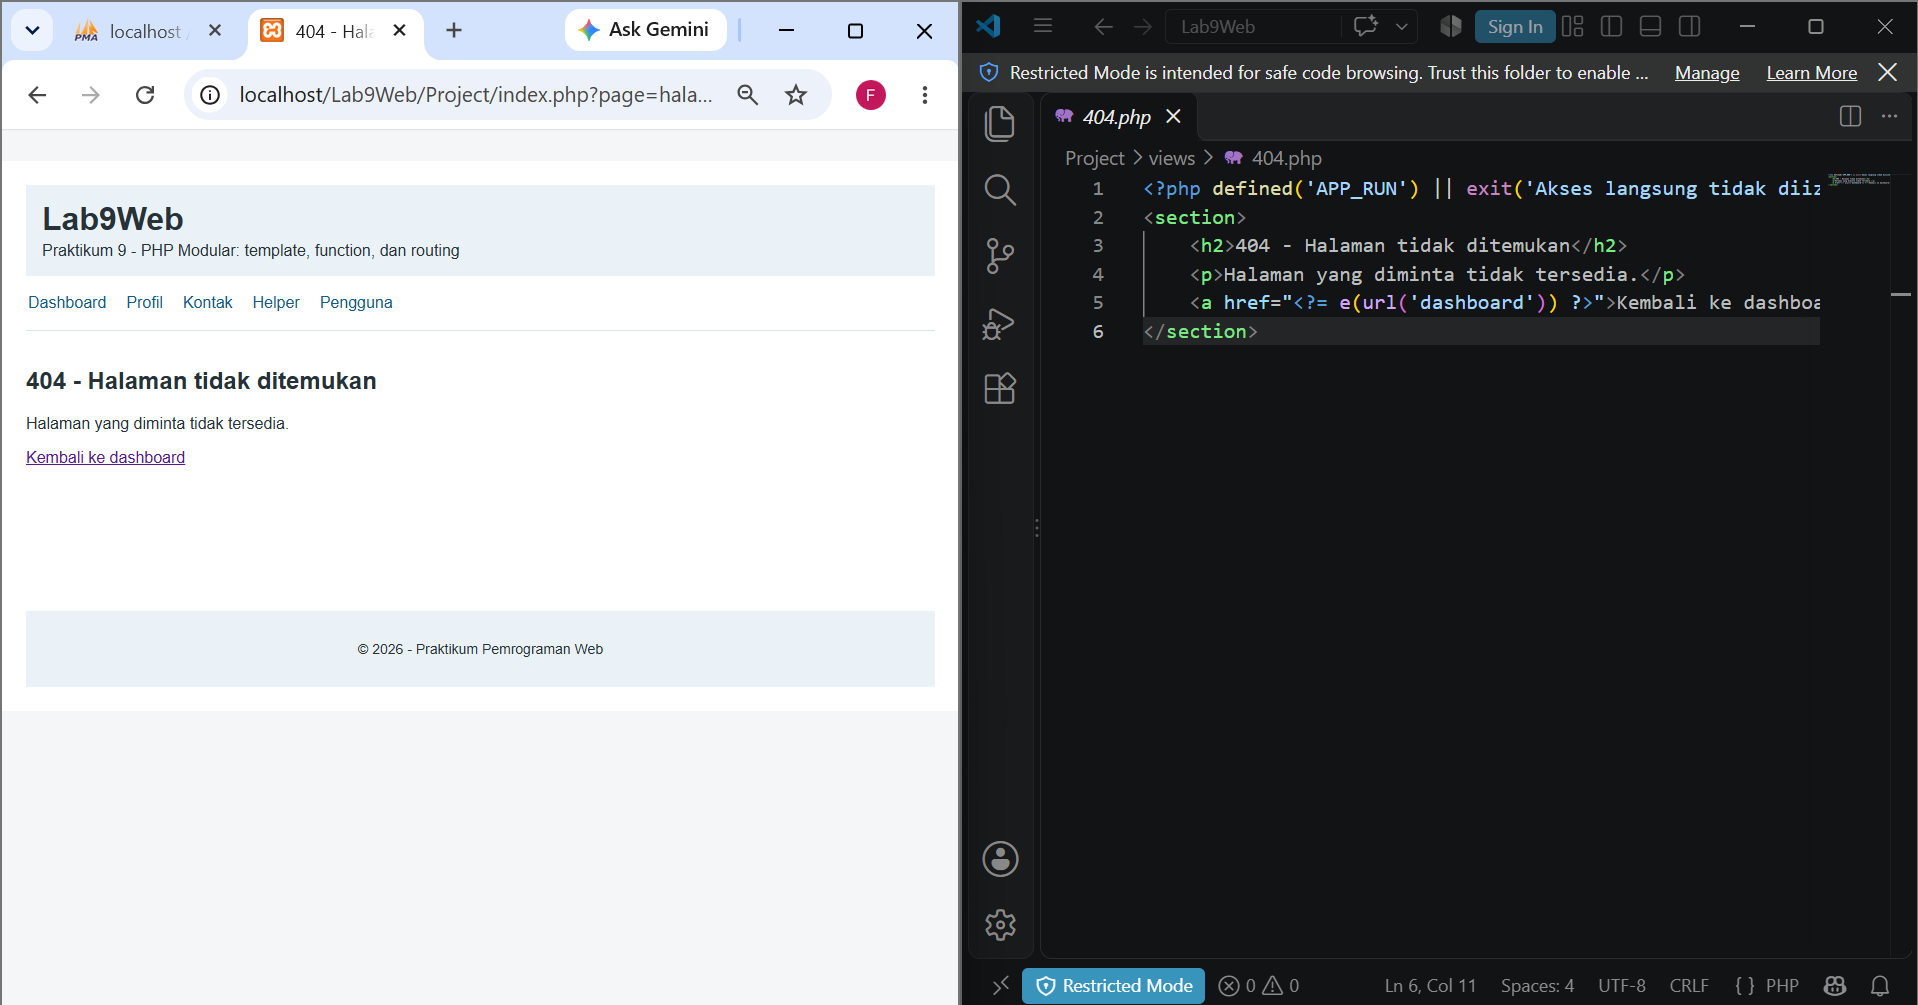 localhost /
404 - Hala
Ask Gemini
localhost/Lab9Web/Project/index.php?page=hala...
F
Lab9Web
Praktikum 9 - PHP Modular: template, function, dan routing
Dashboard Profil Kontak Helper Pengguna
404 - Halaman tidak ditemukan
Halaman yang diminta tidak tersedia.
Kembali ke dashboard
© 2026 - Praktikum Pemrograman Web
Lab9Web
Sign In
Restricted Mode is intended for safe code browsing. Trust this folder to enable ... Manage Learn More
404.php
Project > views > 404.php
1 <?php defined('APP_RUN') || exit('Akses langsung tidak diiz
2 <section>
3 <h2>404 - Halaman tidak ditemukan</h2>
4 <p>Halaman yang diminta tidak tersedia.</p>
5 <a href="<?= e(url('dashboard')) ?>">Kembali ke dashboa
6 </section>
Restricted Mode 0 0 Ln 6, Col 11 Spaces: 4 UTF-8 CRLF { } PHP